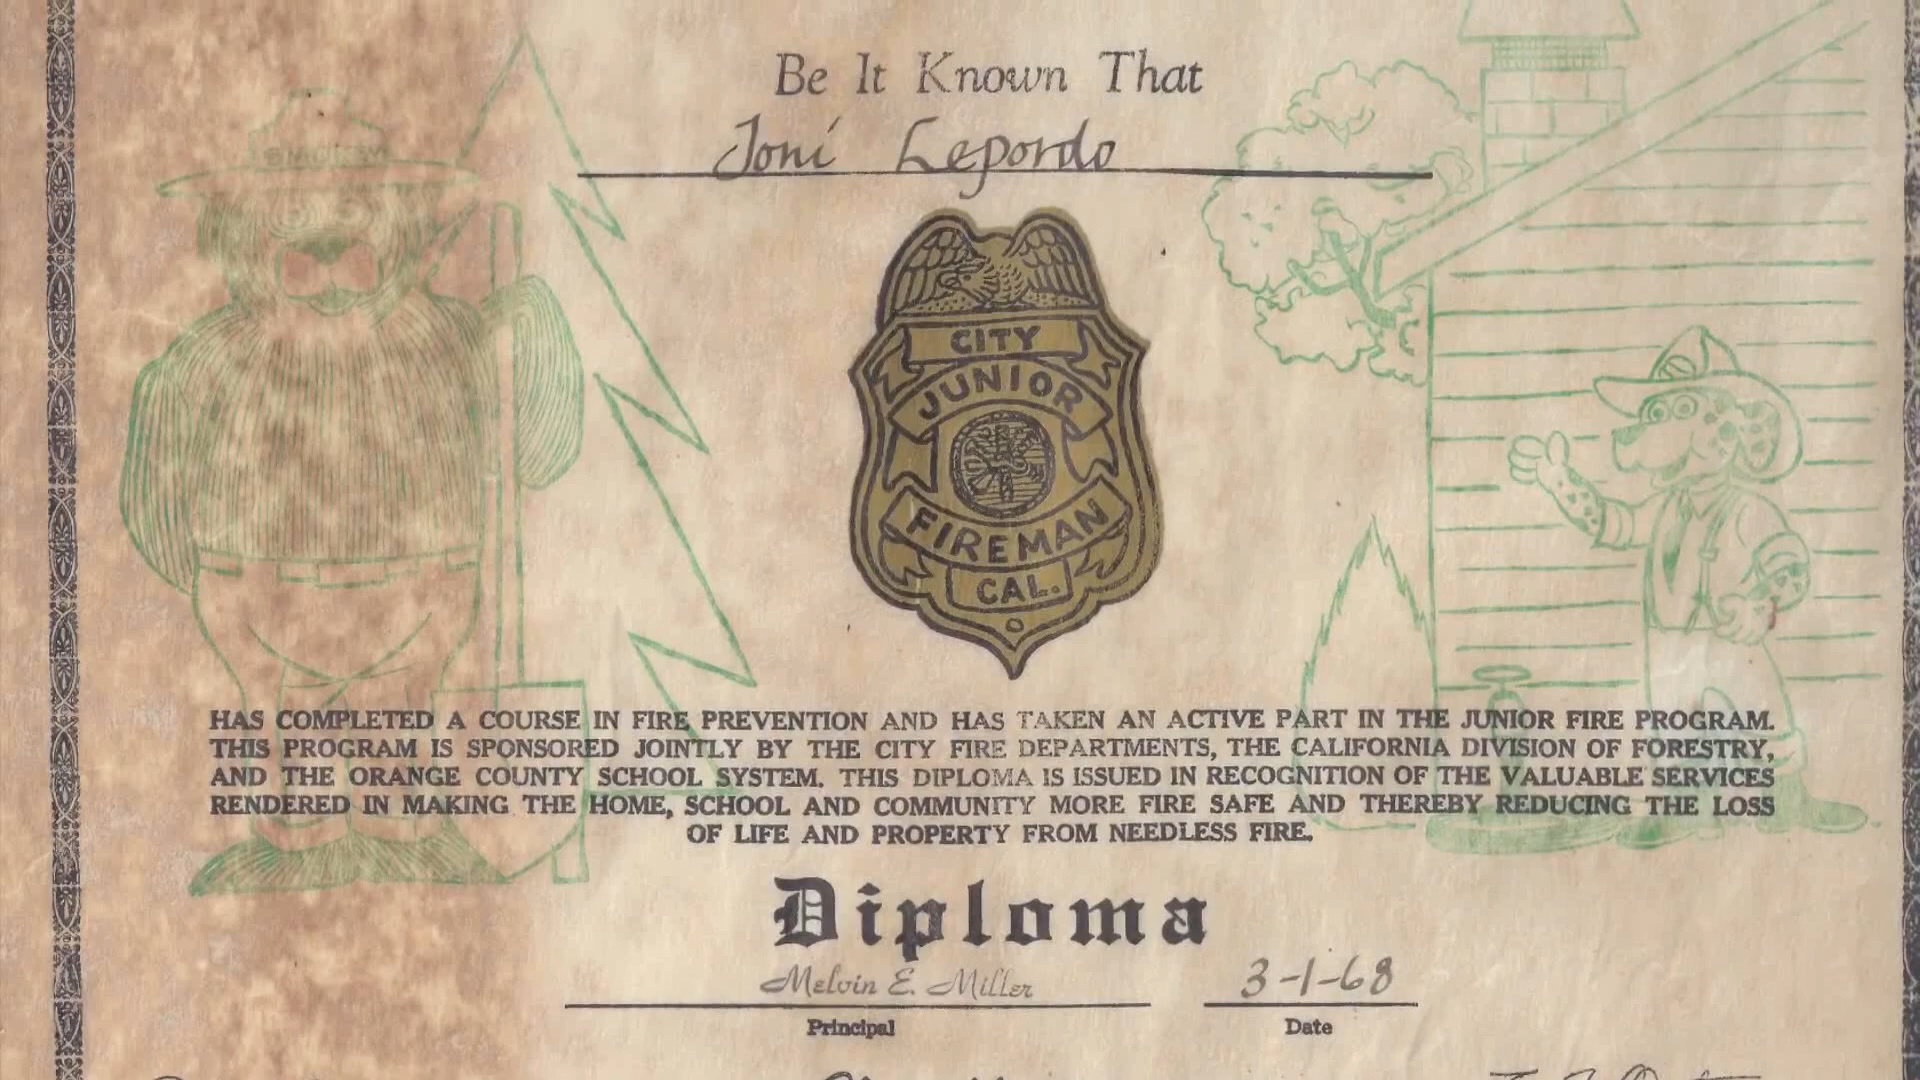 Be It Known That
Joni Lepordo
CITY
JUNIOR
FIREMAN
CAL.
HAS COMPLETED A COURSE IN FIRE PREVENTION AND HAS TAKEN AN ACTIVE PART IN THE JUNIOR FIRE PROGRAM.
THIS PROGRAM IS SPONSORED JOINTLY BY THE CITY FIRE DEPARTMENTS, THE CALIFORNIA DIVISION OF FORESTRY,
AND THE ORANGE COUNTY SCHOOL SYSTEM. THIS DIPLOMA IS ISSUED IN RECOGNITION OF THE VALUABLE SERVICES
RENDERED IN MAKING THE HOME, SCHOOL AND COMMUNITY MORE FIRE SAFE AND THEREBY REDUCING THE LOSS
OF LIFE AND PROPERTY FROM NEEDLESS FIRE.
Diploma
Melvin E. Miller 3-1-68
Principal Date